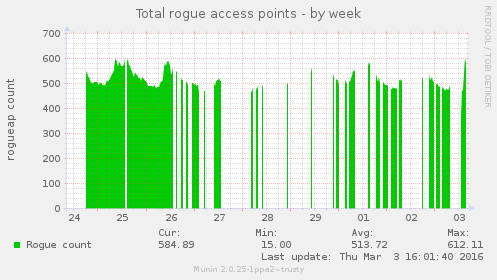 Total rogue access points - by week
RRDTOOL / TOBI OETIKER
rogueap count
700
600
500
400
300
200
100
0
24 25 26 27 28 29 01 02 03
Cur: Min: Avg: Max:
Rogue count 584.89 15.00 513.72 612.11
Last update: Thu Mar 3 16:01:40 2016
Munin 2.0.25-1ppa2~trusty